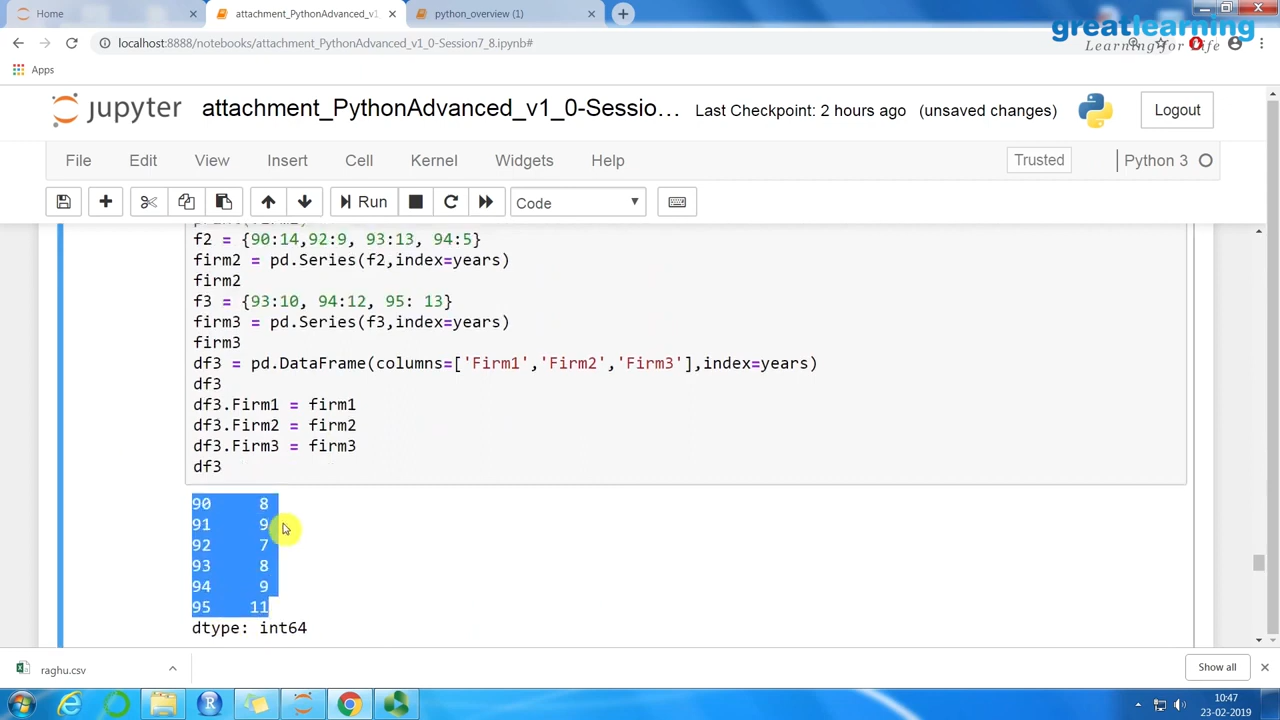 Home
attachment_PythonAdvanced_v1_
python_overview (1)
greatlearning
Learning for Life
localhost:8888/notebooks/attachment_PythonAdvanced_v1_0-Session7_8.ipynb#
Apps
jupyter
attachment_PythonAdvanced_v1_0-Sessio...
Last Checkpoint: 2 hours ago
(unsaved changes)
Logout
File Edit View Insert Cell Kernel Widgets Help
Trusted
Python 3
Run
Code
f2 = {90:14,92:9, 93:13, 94:5}
firm2 = pd.Series(f2,index=years)
firm2
f3 = {93:10, 94:12, 95: 13}
firm3 = pd.Series(f3,index=years)
firm3
df3 = pd.DataFrame(columns=['Firm1','Firm2','Firm3'],index=years)
df3
df3.Firm1 = firm1
df3.Firm2 = firm2
df3.Firm3 = firm3
df3
90 8
91 9
92 7
93 8
94 9
95 11
dtype: int64
raghu.csv
Show all
10:47
23-02-2019